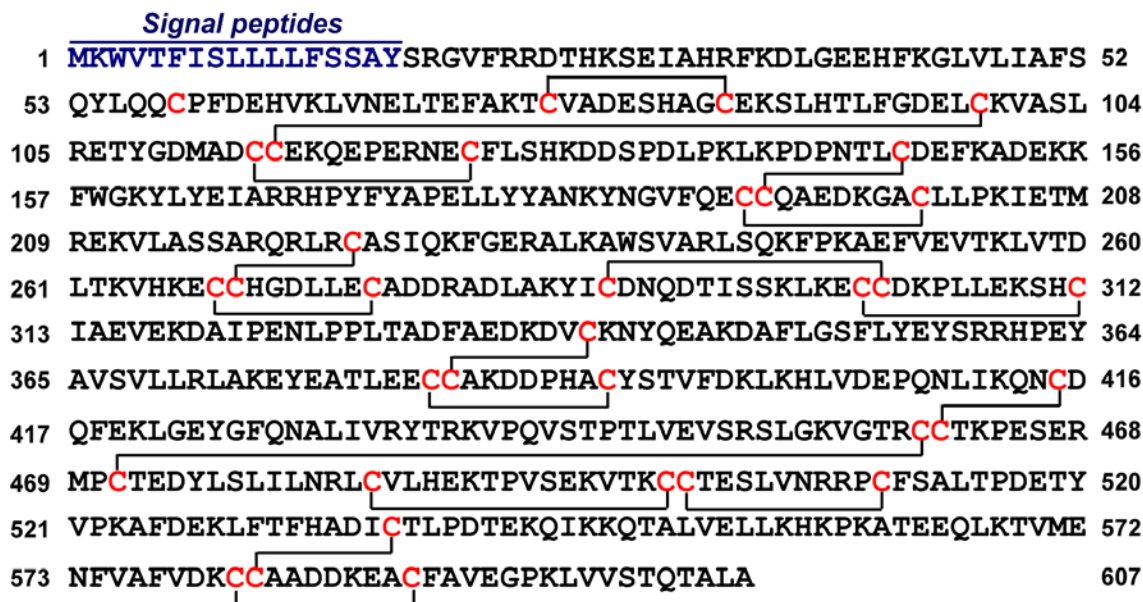 Signal peptides
1 MKWVTFISLLLLFSSAYSRGVFRRDTHKSEIAHRFKDLGEEHFKGLVLIAFS 52
53 QYLQQCPFDEHVKLVNELTEFAKTCVADESHAGCEKSLHTLFGDELCKVASL 104
105 RETYGDMADCCEKQEPERNECFLSHKDDSPDLPKLKPDPNTLCDEFKADEKK 156
157 FWGKYLYEIARRHPYFYAPELLYYANKYNGVFQECCQAEDKGACLLPKIETM 208
209 REKVLASSARQRLRCASIQKFGERALKAWSVARLSQKFPKAEFVEVTKLVTD 260
261 LTKVHKECCHGDLLECADDRADLAKYICDNQDTISSKLKECCDKPLLEKSHC 312
313 IAEVEKDAIPENLPPLTADFAEDKDVCKNYQEAKDAFLGSFLYEYSRRHPEY 364
365 AVSVLLRLAKEYEATLEECCAKDDPHACYSTVFDKLKHLVDEPQNLIKQNCD 416
417 QFEKLGEYGFQNALIVRYTRKVPQVSTPTLVEVSRSLGKVGTRCCTKPESER 468
469 MPCTEDYLSLILNRLCVLHEKTPVSEKVTKCCTESLVNRRPCFSALTPDETY 520
521 VPKAFDEKLFTFHADICTLPDTEKQIKKQTALVELLKHKPKATEEQLKTVME 572
573 NFVAFVDKCCAADDKEACFAVEGPKLVVSTQTALA 607